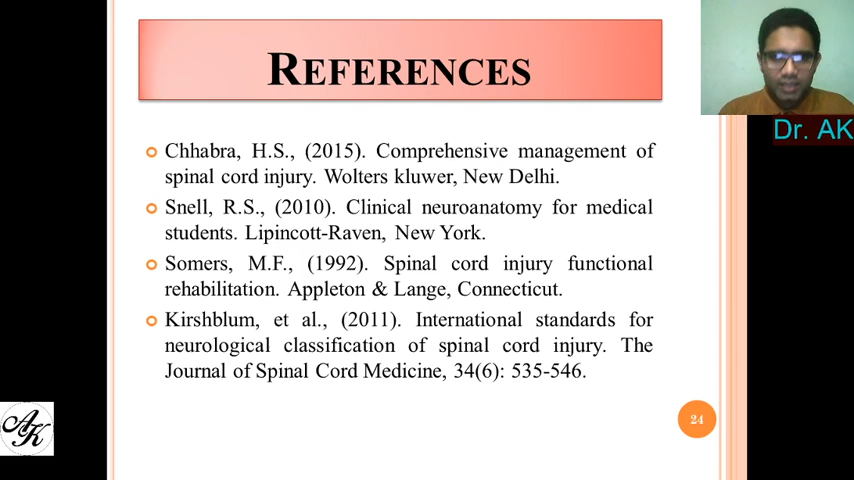 REFERENCES
Dr. AK
Chhabra, H.S., (2015). Comprehensive management of
spinal cord injury. Wolters kluwer, New Delhi.
Snell, R.S., (2010). Clinical neuroanatomy for medical
students. Lipincott-Raven, New York.
Somers, M.F., (1992). Spinal cord injury functional
rehabilitation. Appleton & Lange, Connecticut.
Kirshblum, et al., (2011). International standards for
neurological classification of spinal cord injury. The
Journal of Spinal Cord Medicine, 34(6): 535-546.
24
AK